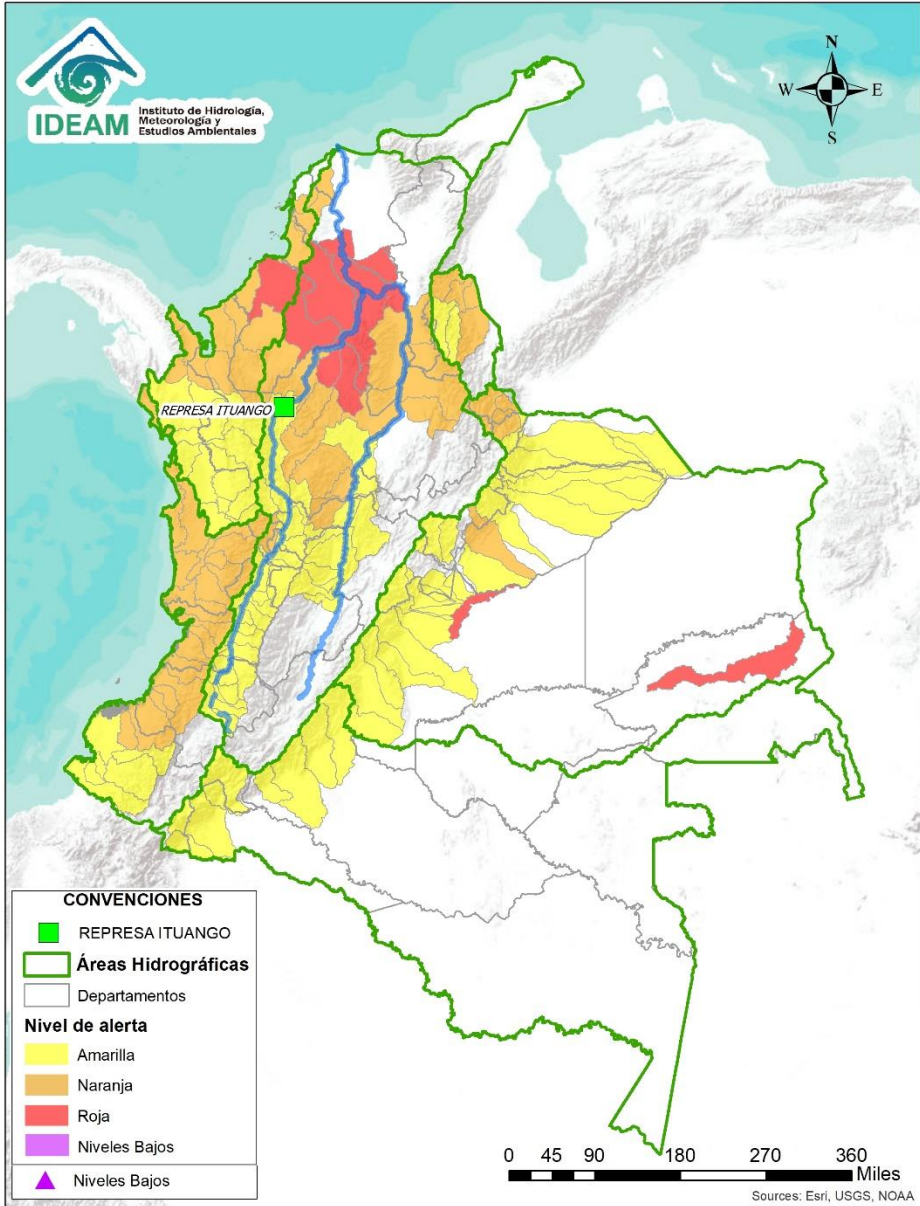 IDEAM
Instituto de Hidrología,
Meteorología y
Estudios Ambientales
N
W
E
S
REPRESA ITUANGO
CONVENCIONES
REPRESA ITUANGO
Áreas Hidrográficas
Departamentos
Nivel de alerta
Amarilla
Naranja
Roja
Niveles Bajos
Niveles Bajos
0 45 90 180 270 360
Miles
Sources: Esri, USGS, NOAA